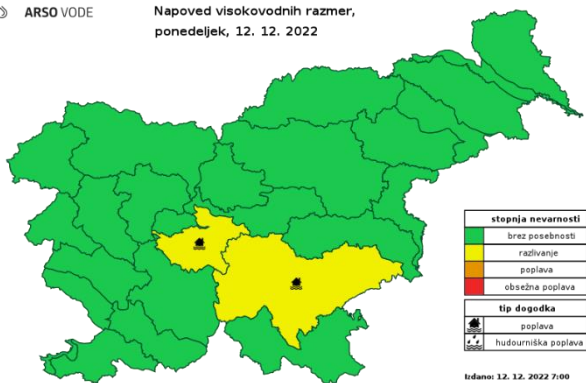 ARSO VODE
Napoved visokovodnih razmer,
ponedeljek, 12. 12. 2022
stopnja nevarnosti
brez posebnosti
razlivanje
poplava
obsežna poplava
tip dogodka
poplava
hudourniška poplava
Izdano: 12. 12. 2022 7:00